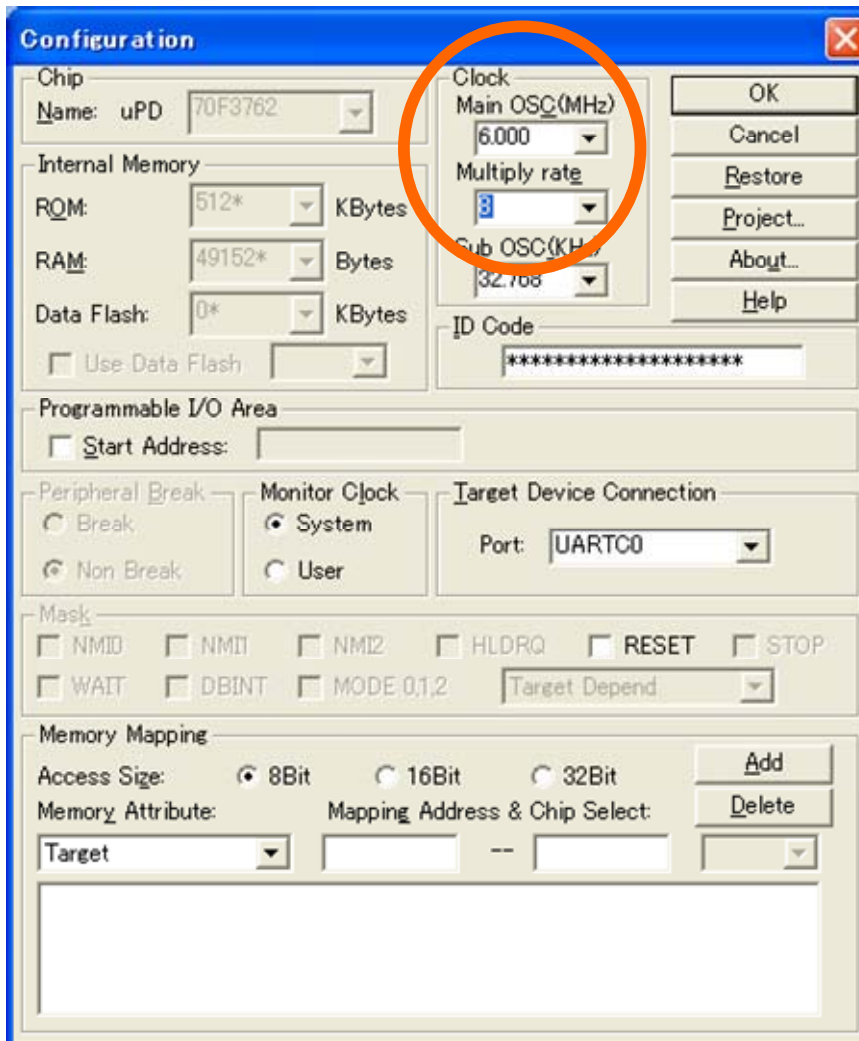 Configuration
Chip
Name: uPD 70F3762
Internal Memory
ROM: 512* KBytes
RAM: 49152* Bytes
Data Flash: 0* KBytes
Use Data Flash
Clock
Main OSC(MHz)
6.000
Multiply rate
8
Sub OSC(KHz)
32.768
OK
Cancel
Restore
Project...
About...
Help
ID Code
********************
Programmable I/O Area
Start Address:
Peripheral Break
Break
Non Break
Monitor Clock
System
User
Target Device Connection
Port: UARTC0
Mask
NMI0 NMI1 NMI2 HLDRQ RESET STOP
WAIT DBINT MODE 0,1,2 Target Depend
Memory Mapping
Access Size: 8Bit 16Bit 32Bit
Add
Memory Attribute: Mapping Address & Chip Select:
Delete
Target --